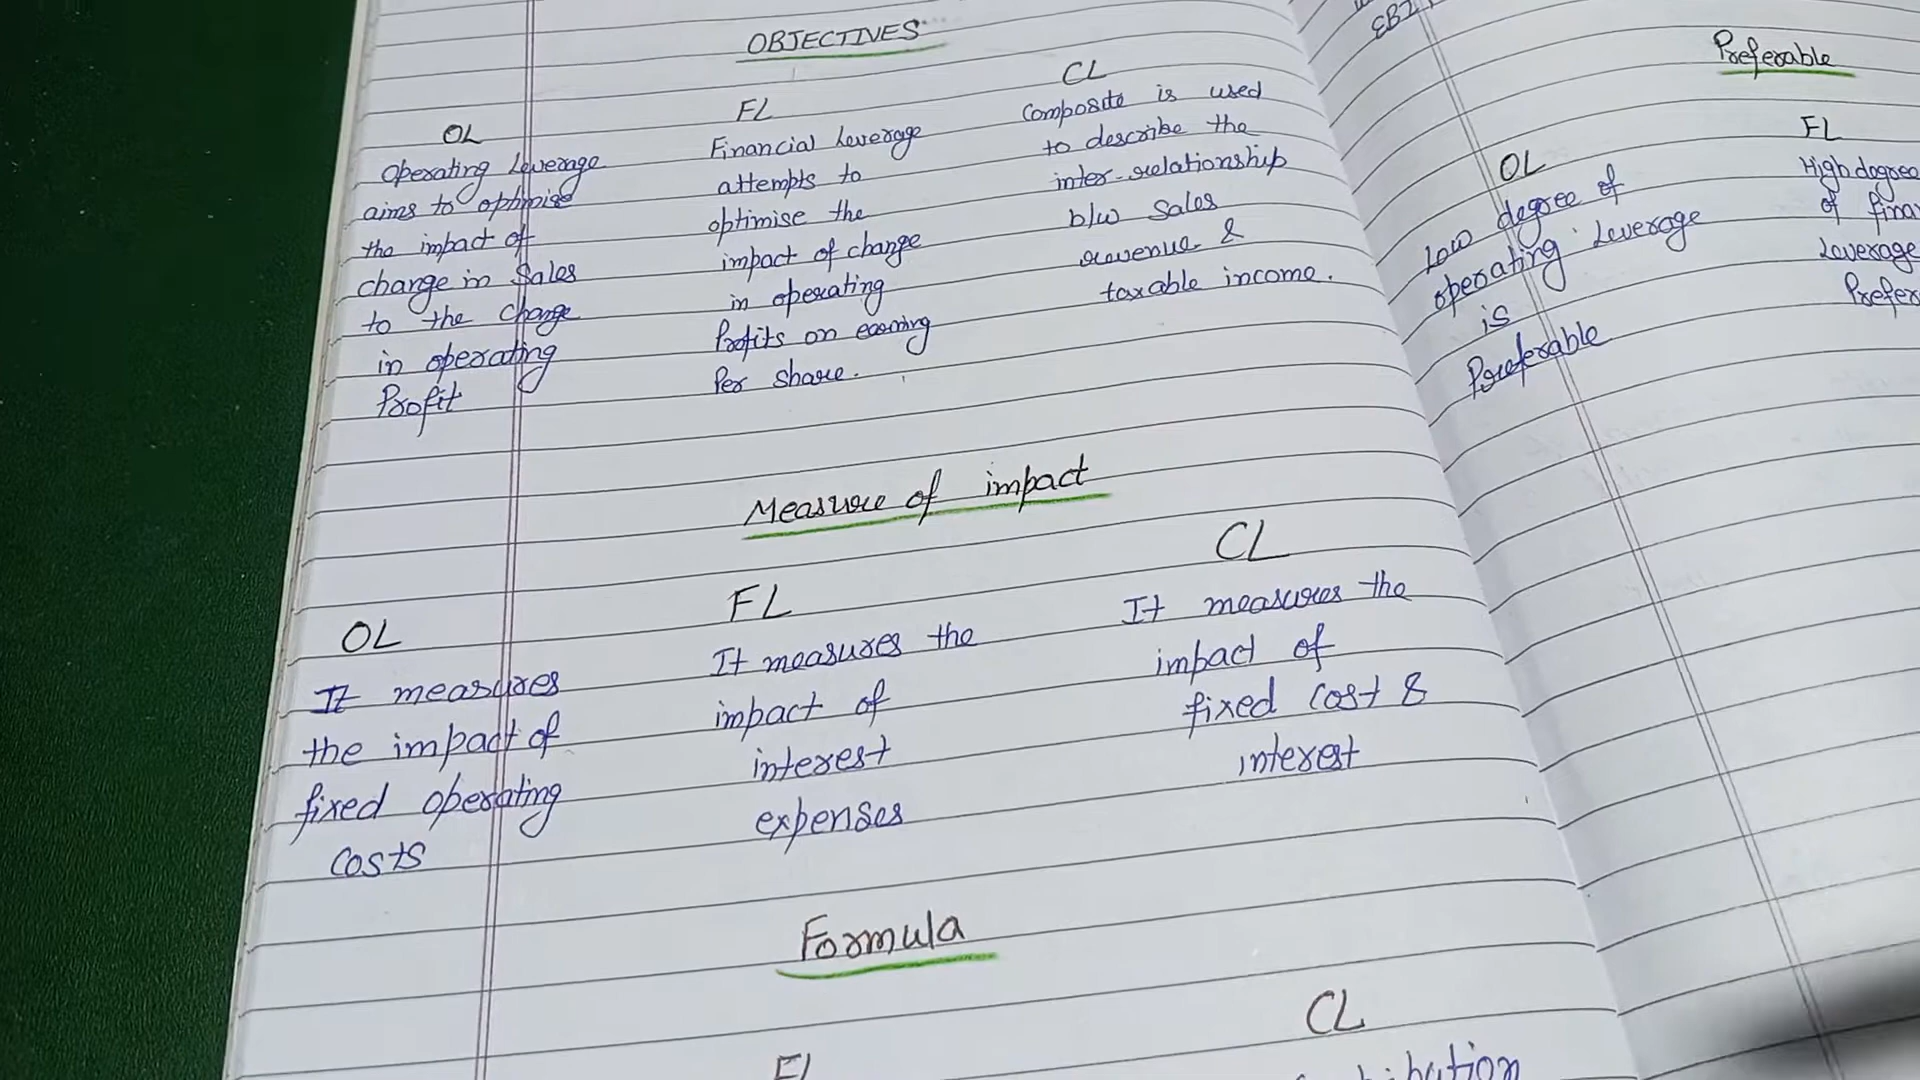 OBJECTIVES
OL
Operating Leverage
aims to optimise
the impact of
change in Sales
to the change
in operating
Profit
FL
Financial Leverage
attempts to
optimise the
impact of change
in operating
Profits on earning
Per share.
CL
Composite is used
to describe the
inter-relationship
b/w Sales
revenue &
taxable income.
Measure of impact
OL
It measures
the impact of
fixed operating
Costs
FL
It measures the
impact of
interest
expenses
CL
It measures the
impact of
fixed Cost &
interest
Formula
FL
CL
EBI
Preferable
OL
Low degree of
operating Leverage
is
Preferable
FL
High degree
of
Leverage